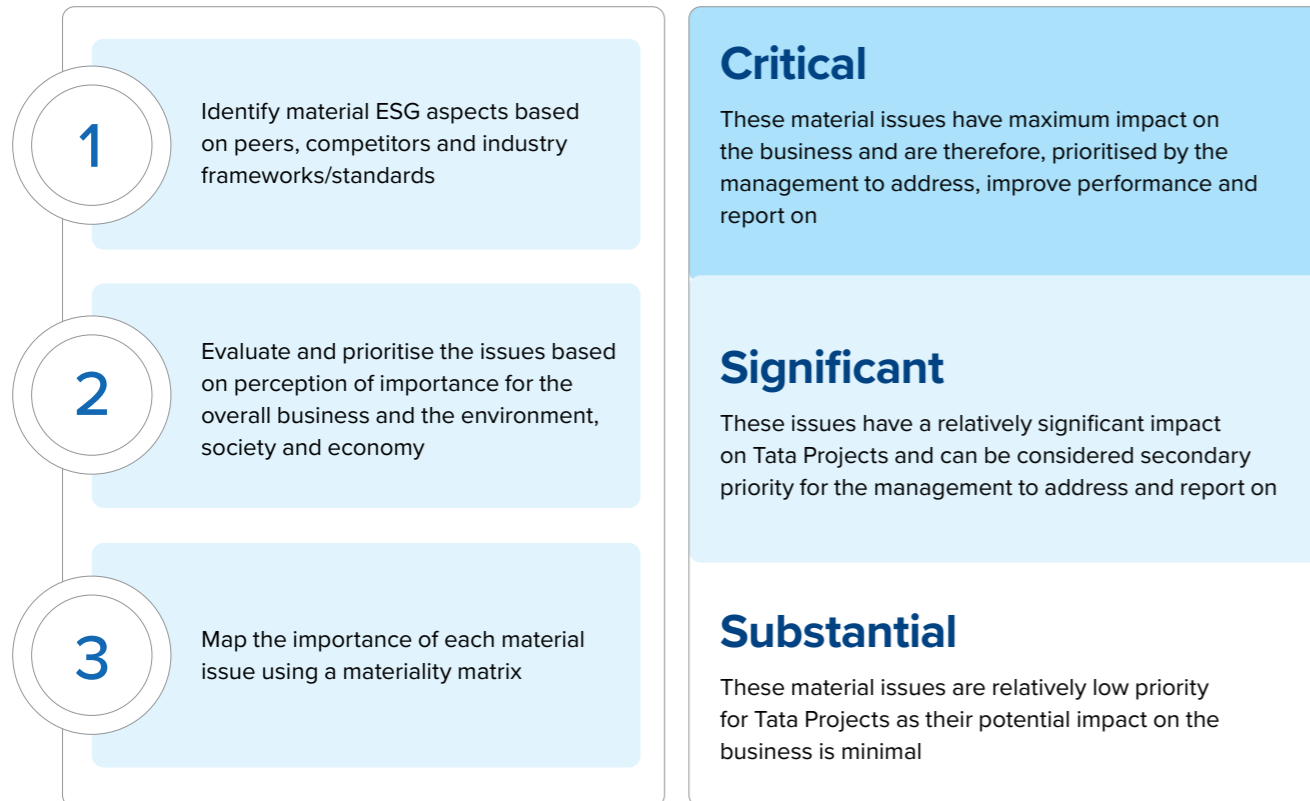 1
Identify material ESG aspects based
on peers, competitors and industry
frameworks/standards
2
Evaluate and prioritise the issues based
on perception of importance for the
overall business and the environment,
society and economy
3
Map the importance of each material
issue using a materiality matrix
Critical
These material issues have maximum impact on
the business and are therefore, prioritised by the
management to address, improve performance and
report on
Significant
These issues have a relatively significant impact
on Tata Projects and can be considered secondary
priority for the management to address and report on
Substantial
These material issues are relatively low priority
for Tata Projects as their potential impact on the
business is minimal